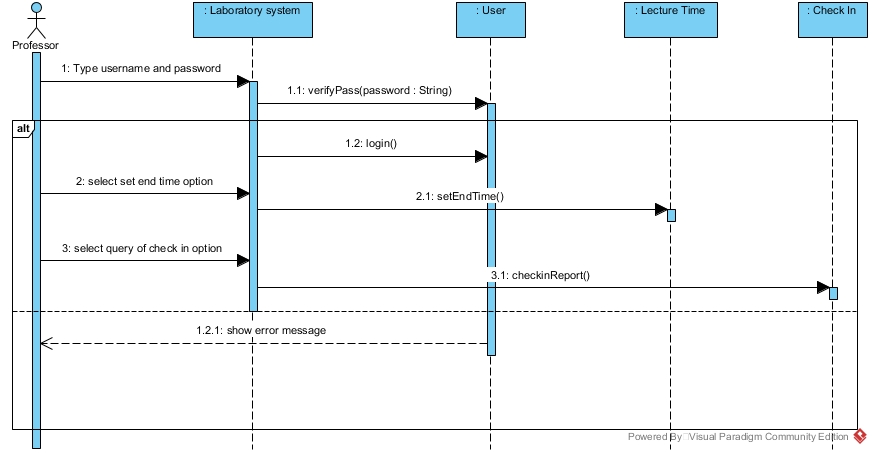 : Laboratory system
: User
: Lecture Time
: Check In
Professor
1: Type username and password
1.1: verifyPass(password : String)
alt
1.2: login()
2: select set end time option
2.1: setEndTime()
3: select query of check in option
3.1: checkinReport()
1.2.1: show error message
Powered By Visual Paradigm Community Edition